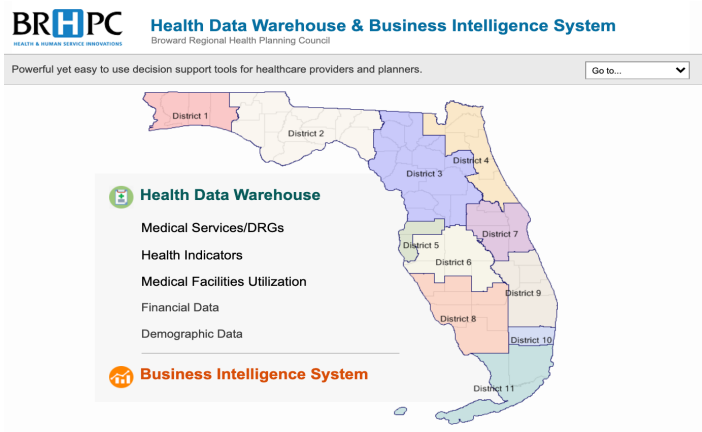 BRHPC
HEALTH & HUMAN SERVICE INNOVATIONS
Health Data Warehouse & Business Intelligence System
Broward Regional Health Planning Council
Powerful yet easy to use decision support tools for healthcare providers and planners.
Go to...
District 1
District 2
District 3
District 4
Health Data Warehouse
Medical Services/DRGs
District 7
District 5
Health Indicators
District 6
Medical Facilities Utilization
District 9
Financial Data
District 8
Demographic Data
District 10
Business Intelligence System
District 11